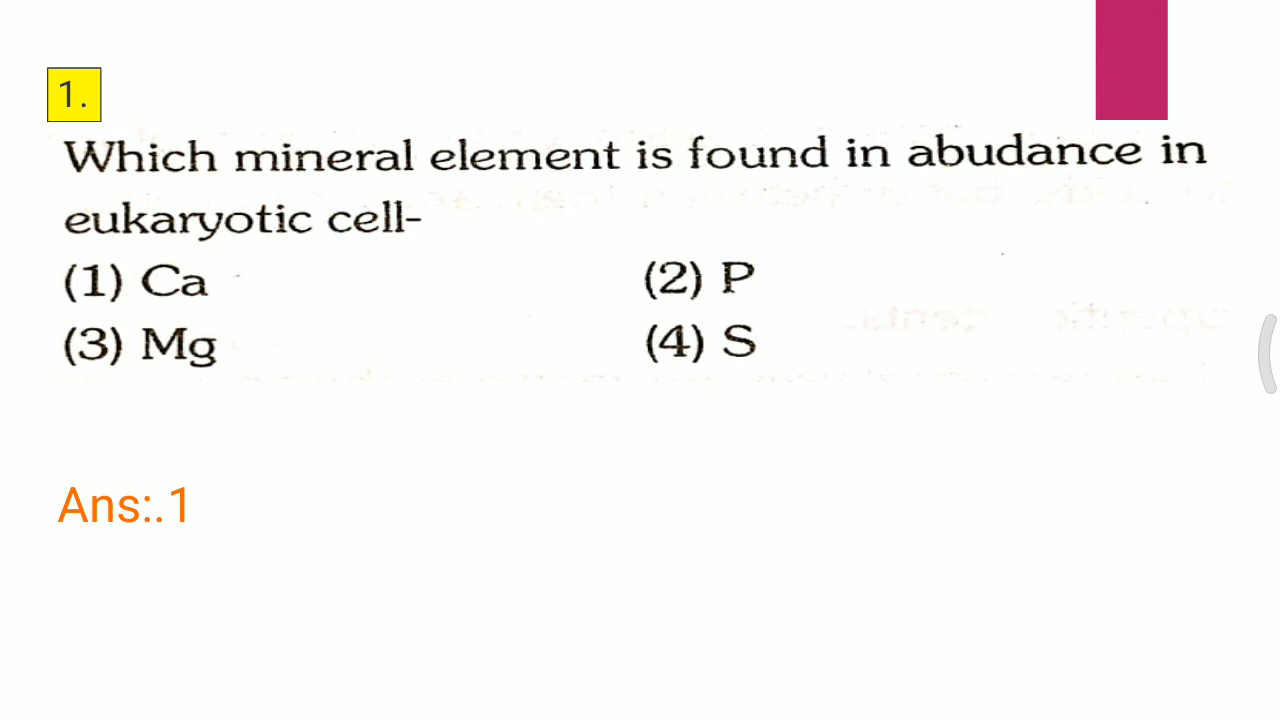 1.
Which mineral element is found in abudance in
eukaryotic cell-
(1) Ca (2) P
(3) Mg (4) S
Ans:.1